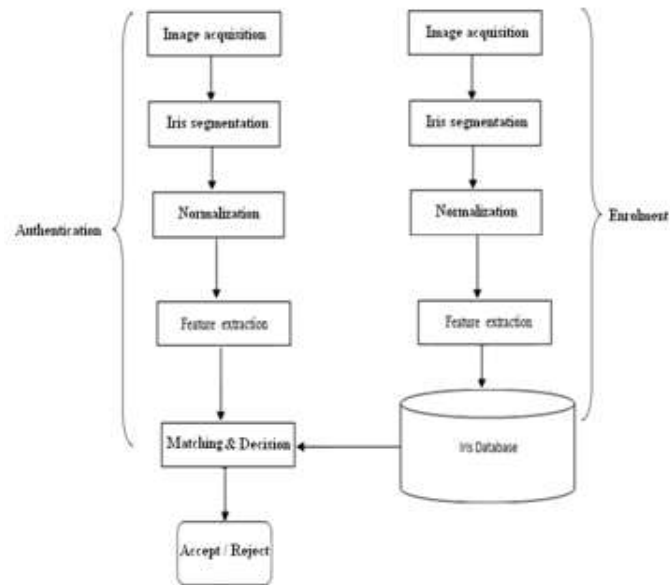 Image acquisition
Iris segmentation
Normalization
Authentication
Feature extraction
Matching & Decision
Accept / Reject
Image acquisition
Iris segmentation
Normalization
Enrolment
Feature extraction
Iris Database